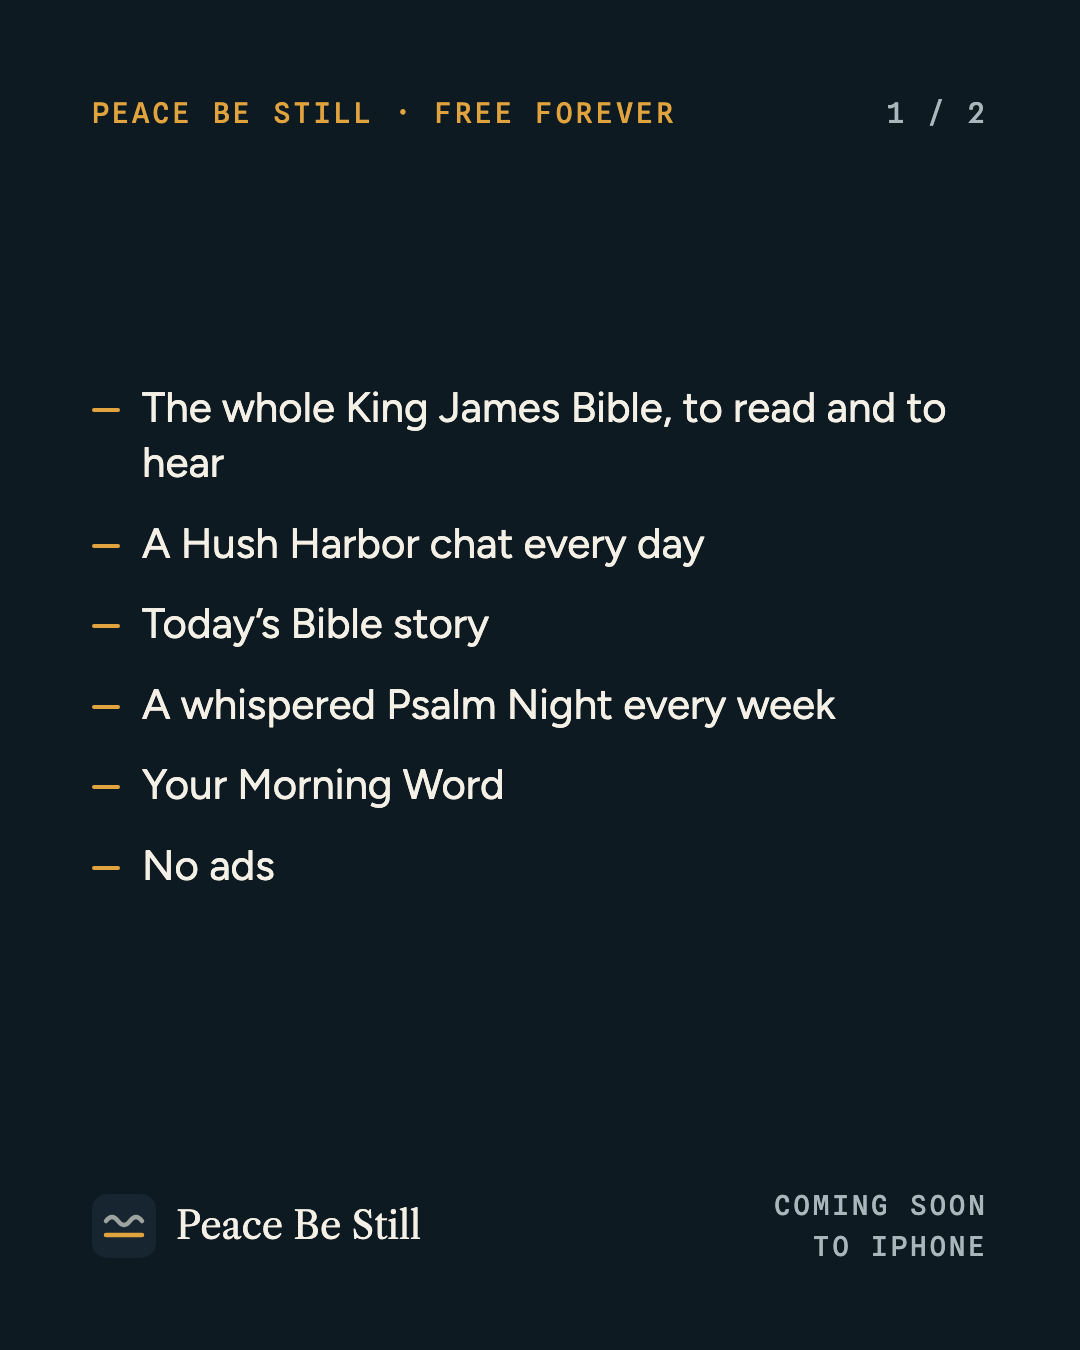 PEACE BE STILL · FREE FOREVER
1 / 2
— The whole King James Bible, to read and to
hear
— A Hush Harbor chat every day
— Today’s Bible story
— A whispered Psalm Night every week
— Your Morning Word
— No ads
Peace Be Still
COMING SOON
TO IPHONE